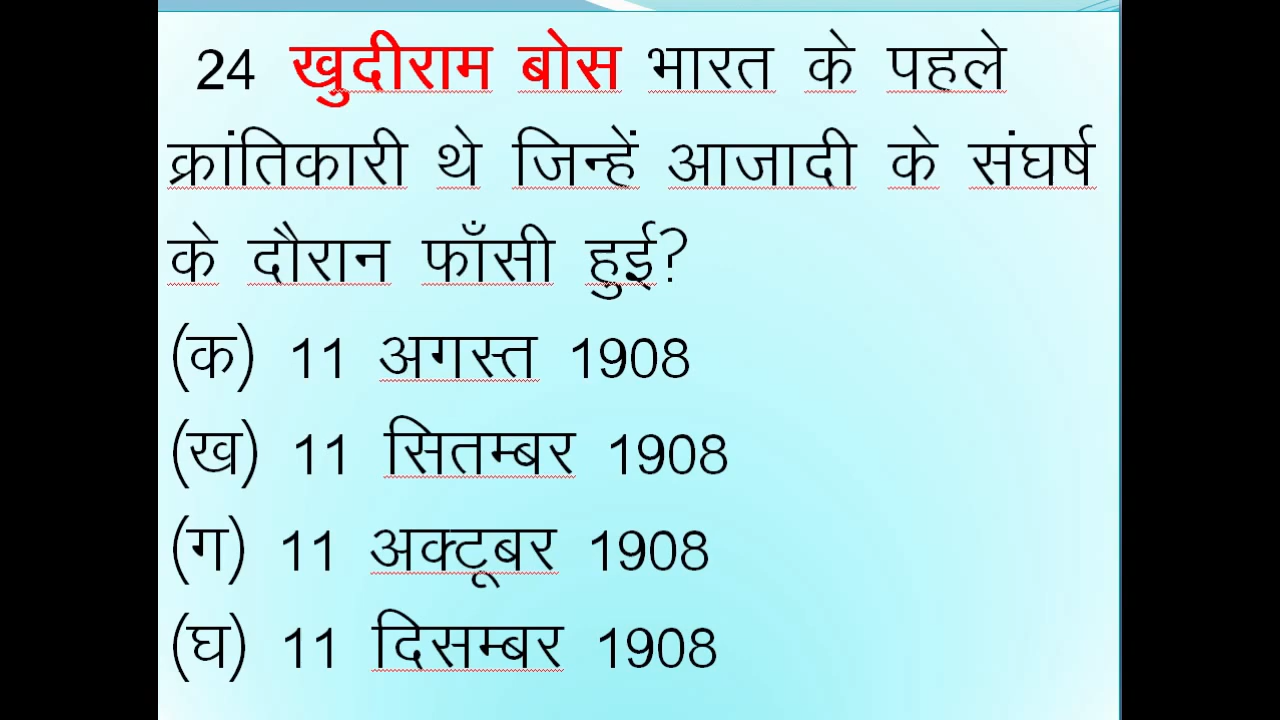 24 खुदीराम बोस भारत के पहले
क्रांतिकारी थे जिन्हें आजादी के संघर्ष
के दौरान फाँसी हुई?
(क) 11 अगस्त 1908
(ख) 11 सितम्बर 1908
(ग) 11 अक्टूबर 1908
(घ) 11 दिसम्बर 1908